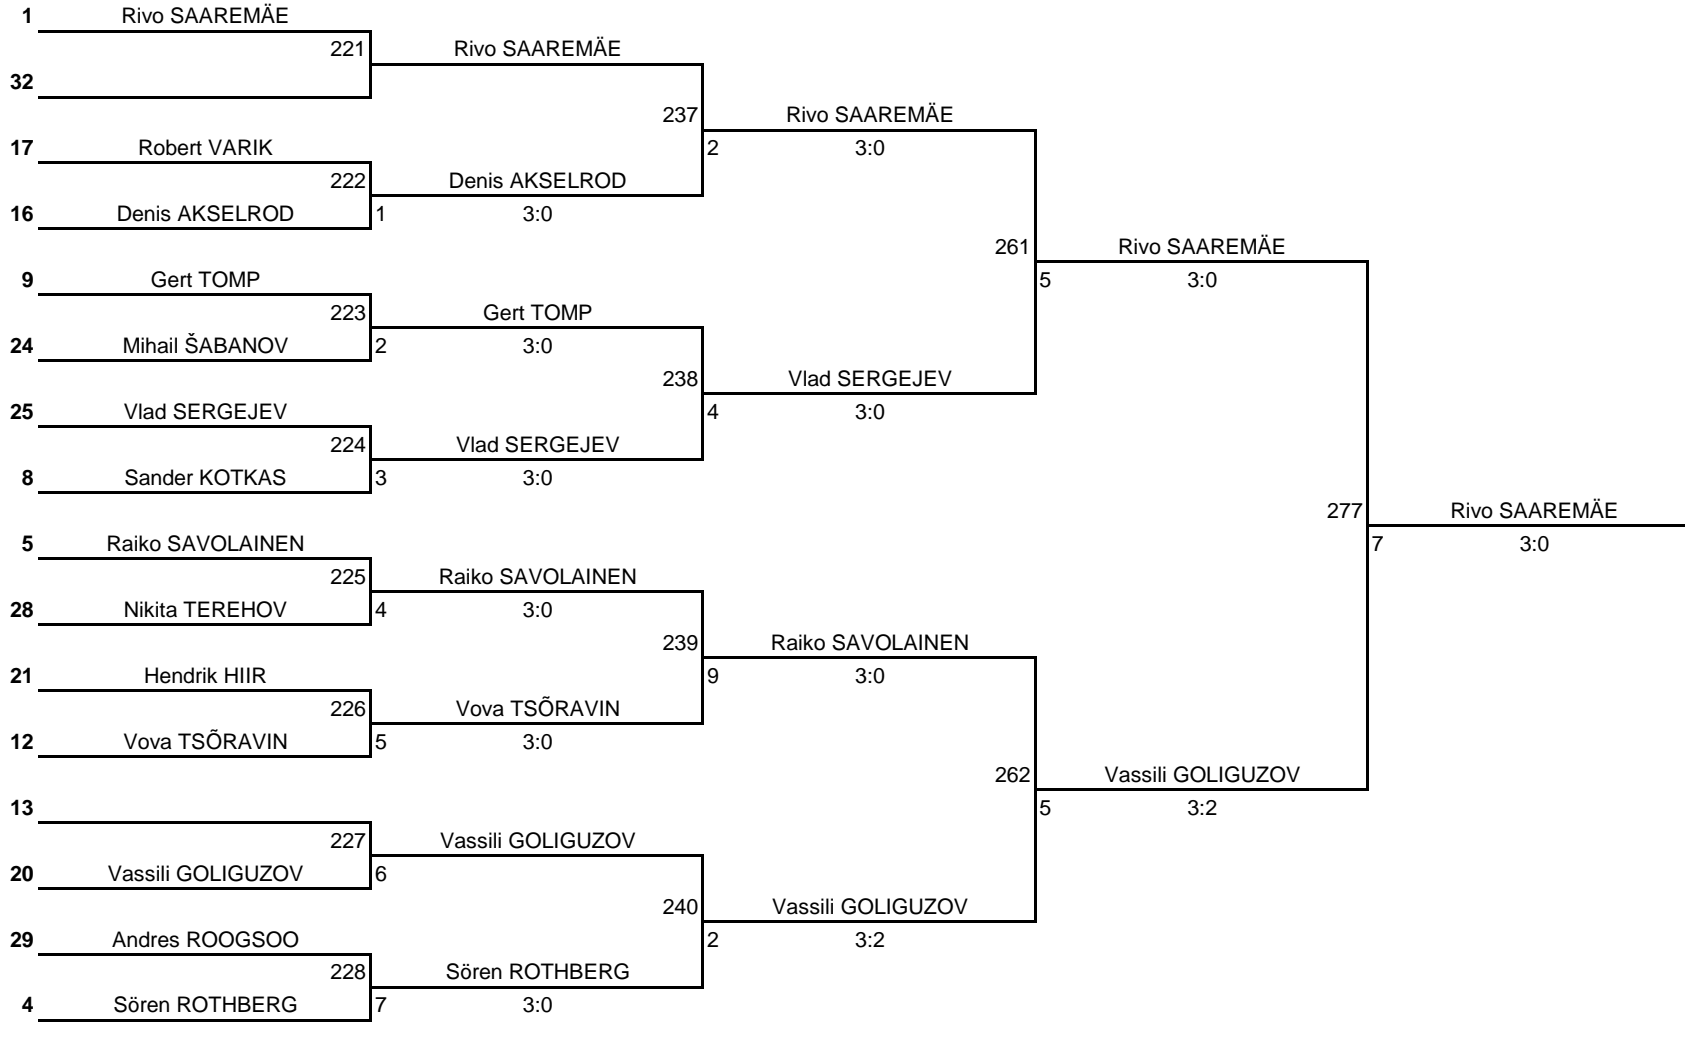 1 Rivo SAAREMÄE
221 Rivo SAAREMÄE
32
237 Rivo SAAREMÄE
17 Robert VARIK 2 3:0
222 Denis AKSELROD
16 Denis AKSELROD 1 3:0
261 Rivo SAAREMÄE
9 Gert TOMP 5 3:0
223 Gert TOMP
24 Mihail ŠABANOV 2 3:0
238 Vlad SERGEJEV
25 Vlad SERGEJEV 4 3:0
224 Vlad SERGEJEV
8 Sander KOTKAS 3 3:0
277 Rivo SAAREMÄE
5 Raiko SAVOLAINEN 7 3:0
225 Raiko SAVOLAINEN
28 Nikita TEREHOV 4 3:0
239 Raiko SAVOLAINEN
21 Hendrik HIIR 9 3:0
226 Vova TSÕRAVIN
12 Vova TSÕRAVIN 5 3:0
262 Vassili GOLIGUZOV
13 5 3:2
227 Vassili GOLIGUZOV
20 Vassili GOLIGUZOV 6
240 Vassili GOLIGUZOV
29 Andres ROOGSOO 2 3:2
228 Sören ROTHBERG
4 Sören ROTHBERG 7 3:0